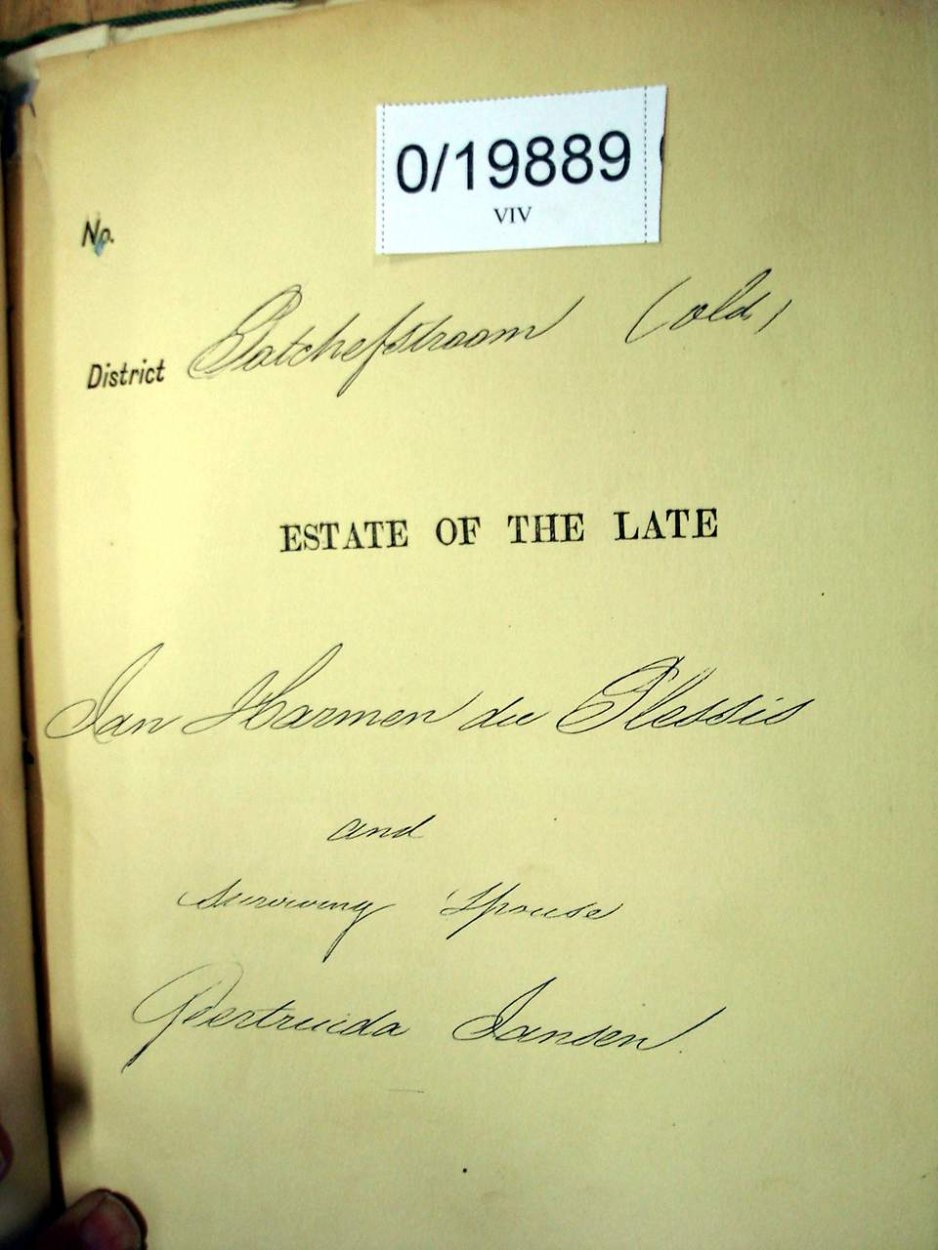 0/19889
VIV
No.
District Potchefstroom (old)
ESTATE OF THE LATE
Jan Harmen du Plessis
and
surviving Spouse
Geertruida Jansen